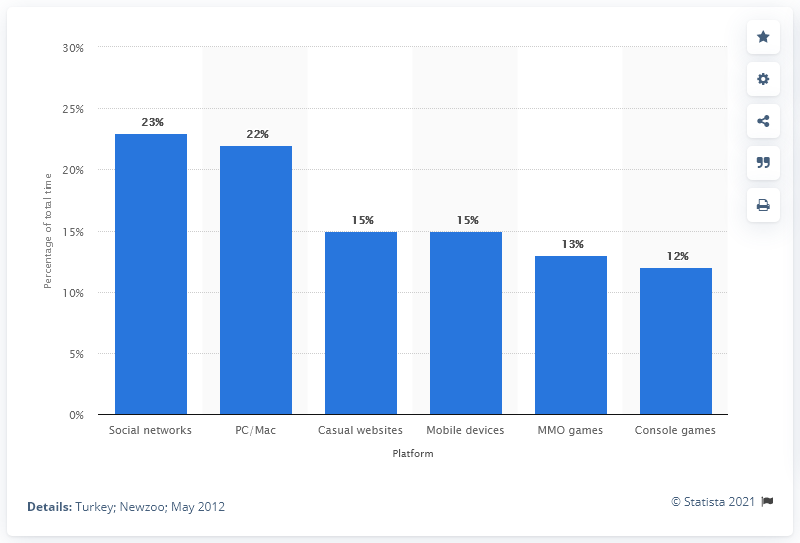 30%
25%
20%
15%
10%
5%
0%
Percentage of total time
23%
22%
15%
15%
13%
12%
Social networks
PC/Mac
Casual websites
Mobile devices
MMO games
Console games
Platform
Details: Turkey; Newzoo; May 2012
© Statista 2021